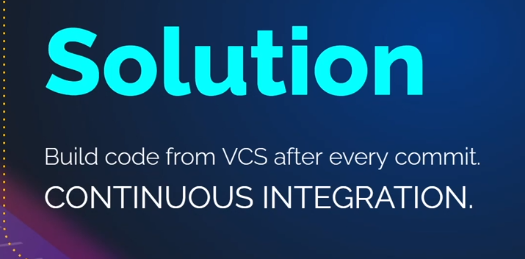 Solution
Build code from VCS after every commit.
CONTINUOUS INTEGRATION.